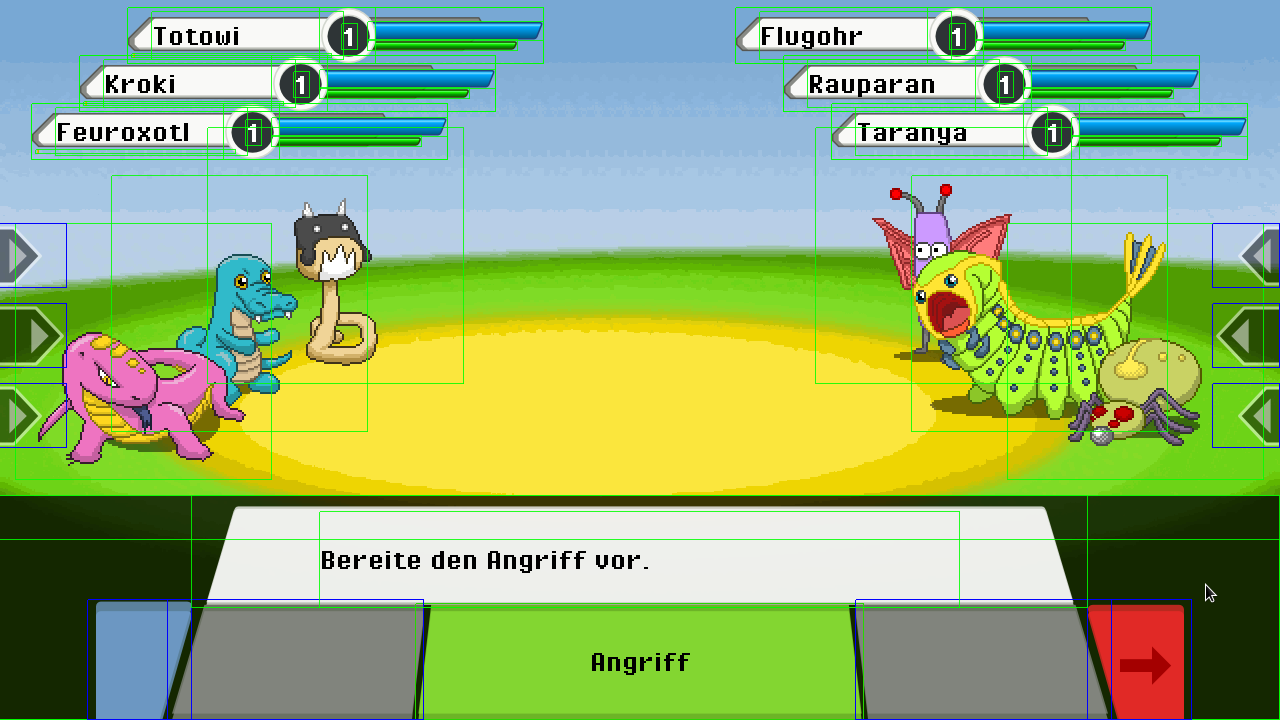 Totowi 1
Kroki 1
Feuroxotl 1
Flugohr 1
Rauparan 1
Taranya 1
Bereite den Angriff vor.
Angriff